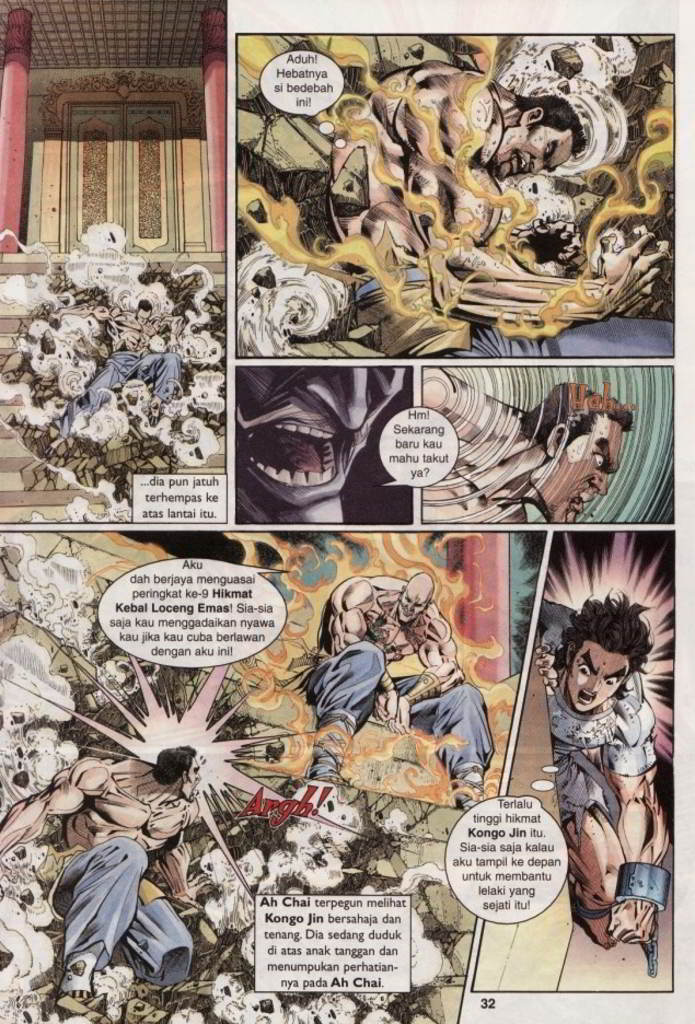 ...dia pun jatuh
terhempas ke
atas lantai itu.
Aduh!
Hebatnya
si bedebah
ini!
Hm!
Sekarang
baru kau
mahu takut
ya?
Hah...
Aku
dah berjaya menguasai
peringkat ke-9 Hikmat
Kebal Loceng Emas! Sia-sia
saja kau menggadaikan nyawa
kau jika kau cuba berlawan
dengan aku ini!
Argh!
Ah Chai terpegun melihat
Kongo Jin bersahaja dan
tenang. Dia sedang duduk
di atas anak tanggan dan
menumpukan perhatian-
nya pada Ah Chai.
Terlalu
tinggi hikmat
Kongo Jin itu.
Sia-sia saja kalau
aku tampil ke depan
untuk membantu
lelaki yang
sejati itu!
32